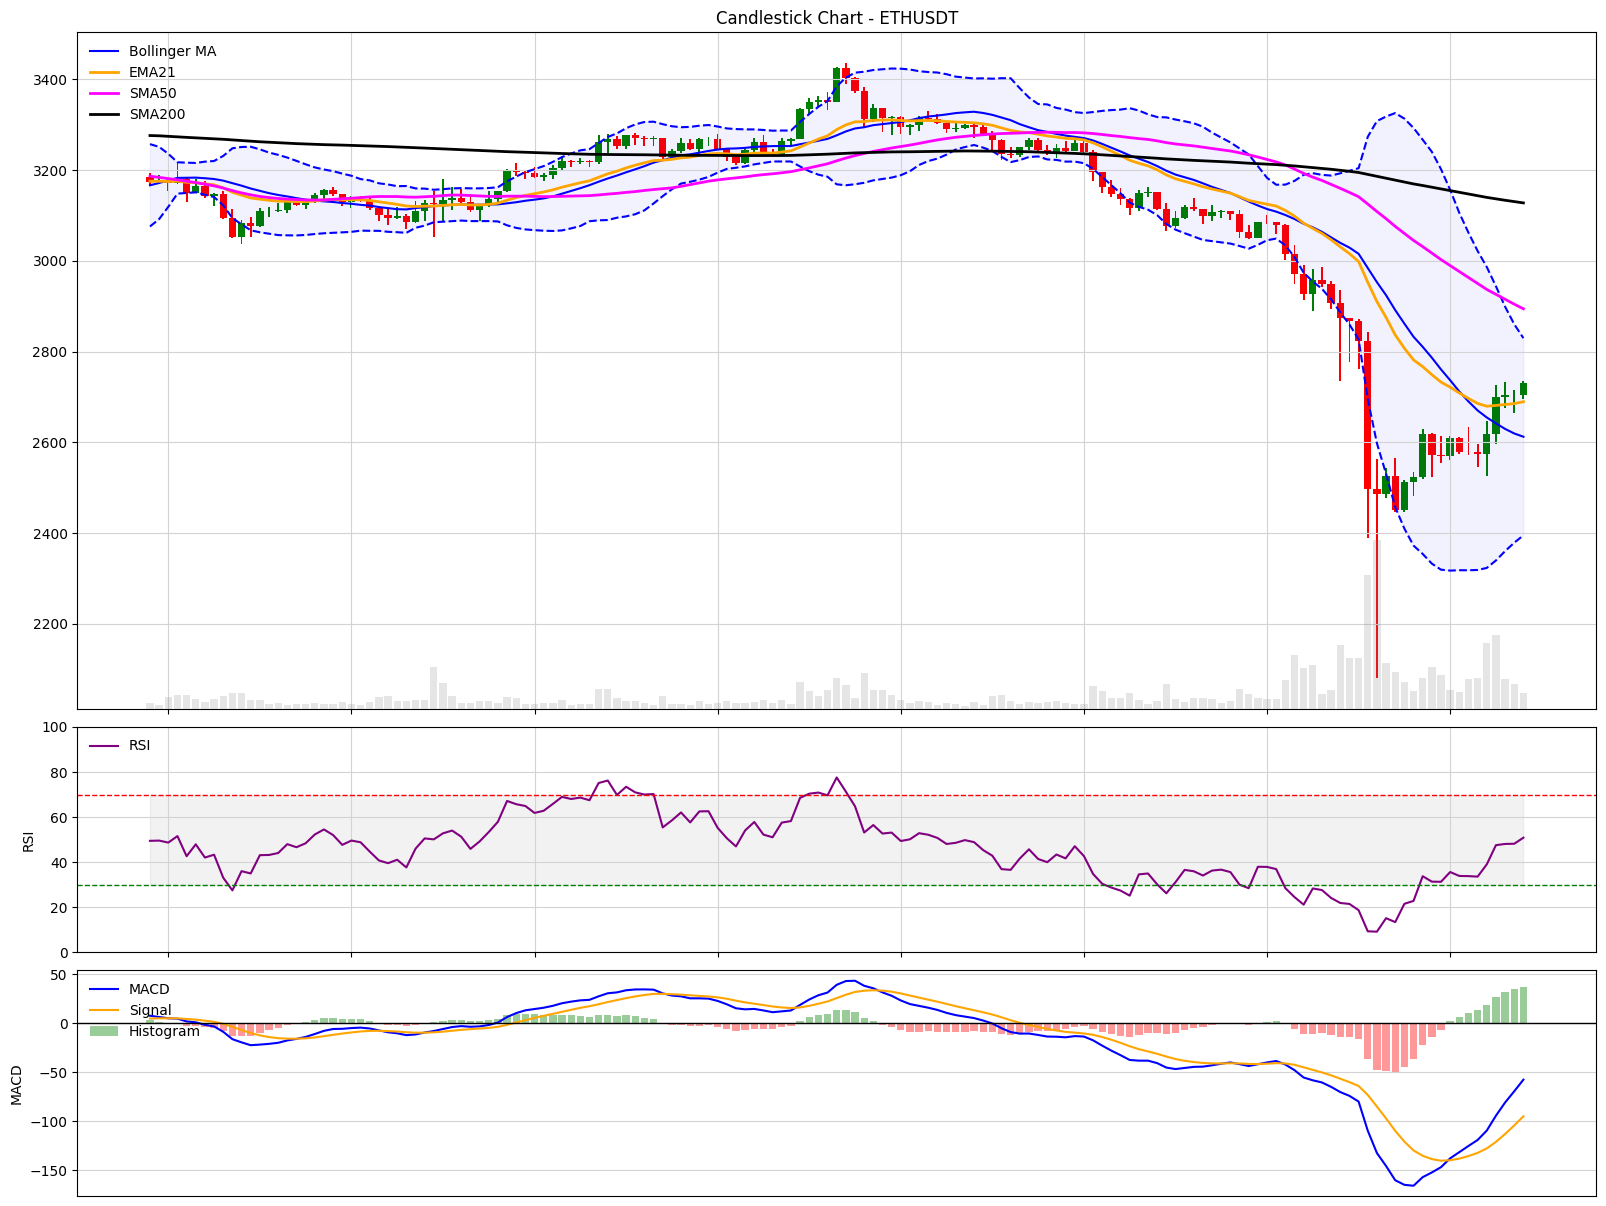 Candlestick Chart - ETHUSDT
Bollinger MA
EMA21
SMA50
SMA200
3400
3200
3000
2800
2600
2400
2200
RSI
100
80
60
40
20
0
RSI
MACD
Signal
Histogram
50
0
−50
−100
−150
MACD